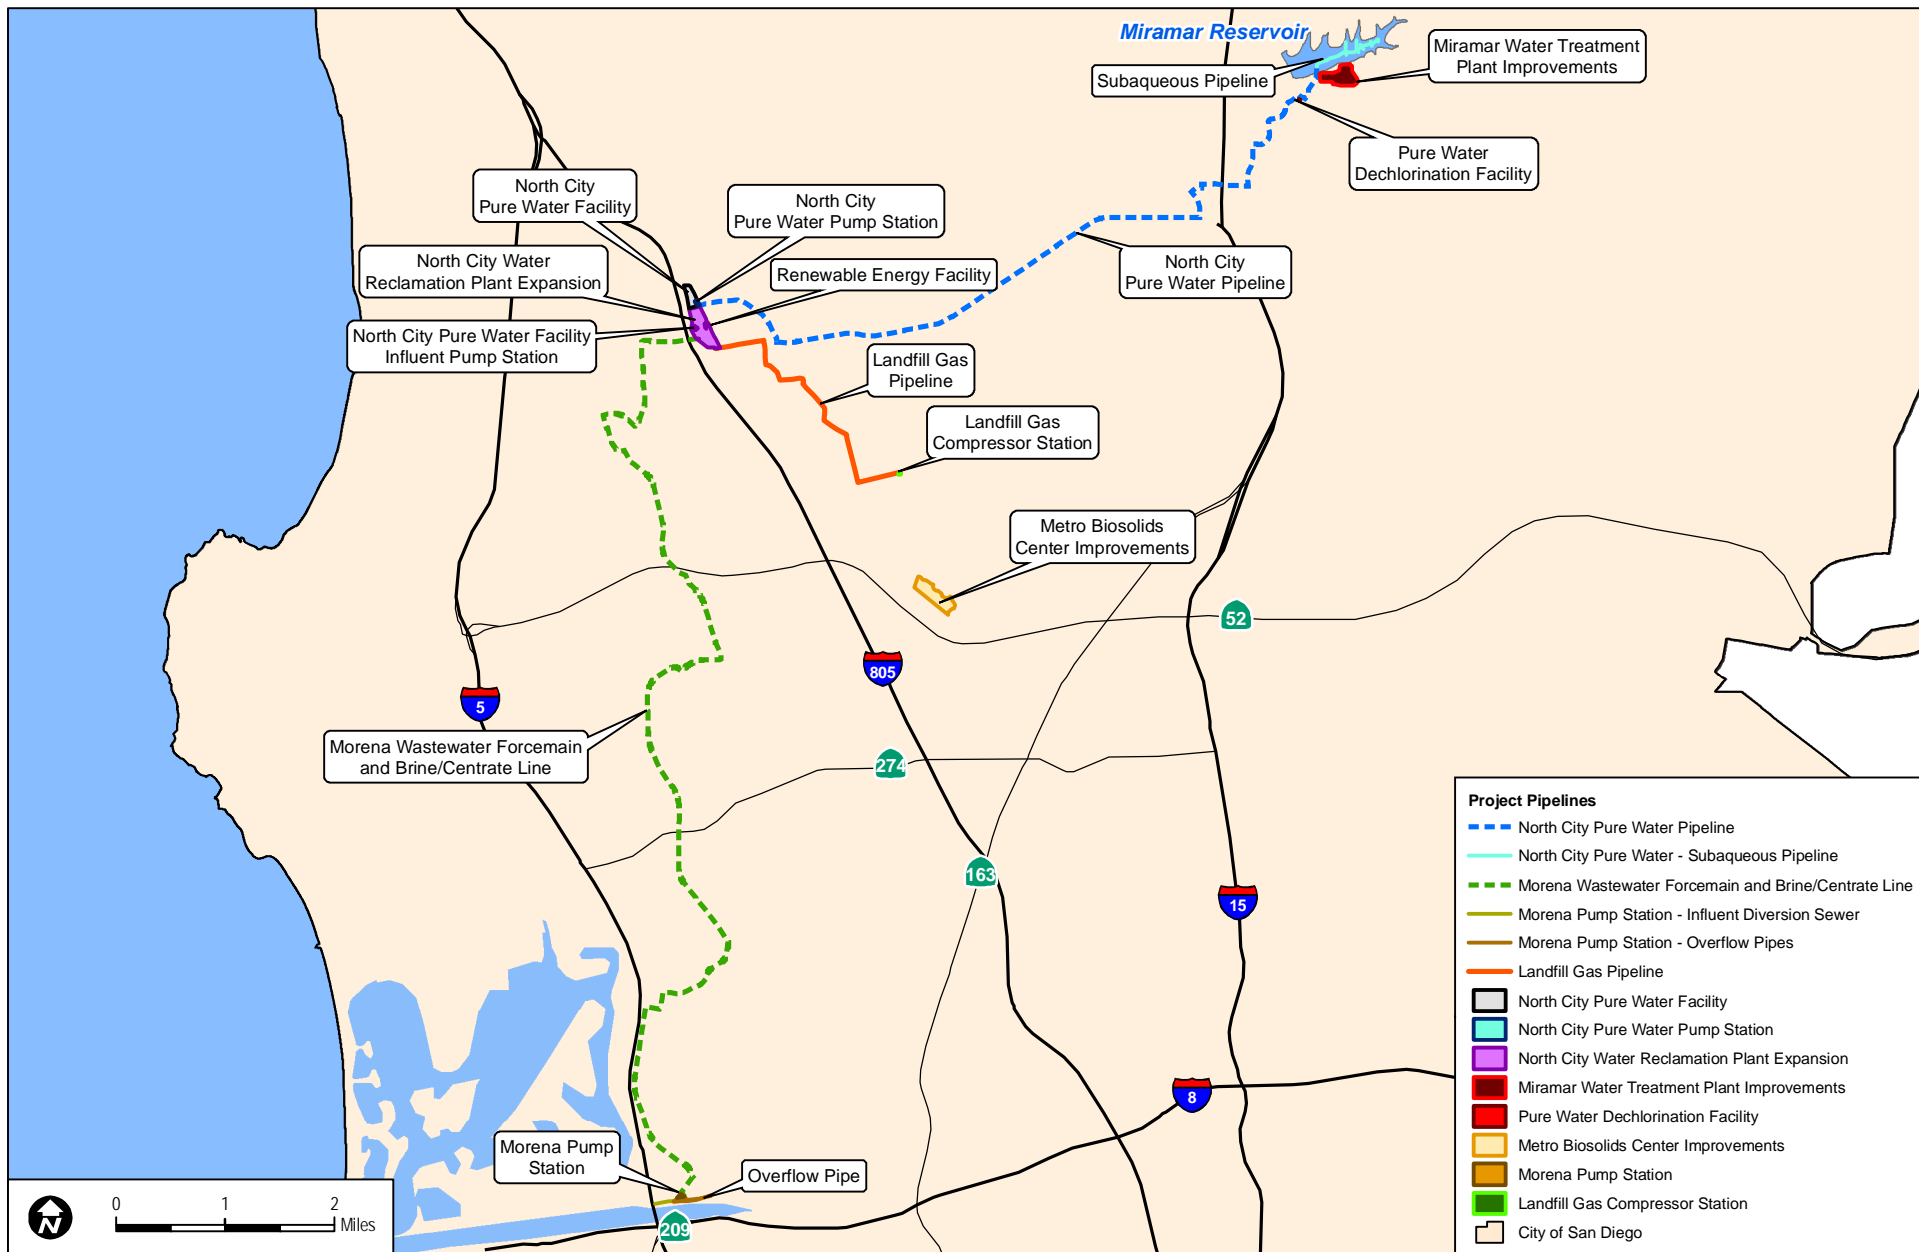 Miramar Reservoir
Miramar Water Treatment
Plant Improvements
Subaqueous Pipeline
Pure Water
Dechlorination Facility
North City
Pure Water Facility
North City
Pure Water Pump Station
North City Water
Reclamation Plant Expansion
Renewable Energy Facility
North City
Pure Water Pipeline
North City Pure Water Facility
Influent Pump Station
Landfill Gas
Pipeline
Landfill Gas
Compressor Station
Metro Biosolids
Center Improvements
52
805
5
Morena Wastewater Forcemain
and Brine/Centrate Line
274
163
15
8
Morena Pump
Station
Overflow Pipe
209
N
0 1 2
Miles
Project Pipelines
North City Pure Water Pipeline
North City Pure Water - Subaqueous Pipeline
Morena Wastewater Forcemain and Brine/Centrate Line
Morena Pump Station - Influent Diversion Sewer
Morena Pump Station - Overflow Pipes
Landfill Gas Pipeline
North City Pure Water Facility
North City Pure Water Pump Station
North City Water Reclamation Plant Expansion
Miramar Water Treatment Plant Improvements
Pure Water Dechlorination Facility
Metro Biosolids Center Improvements
Morena Pump Station
Landfill Gas Compressor Station
City of San Diego